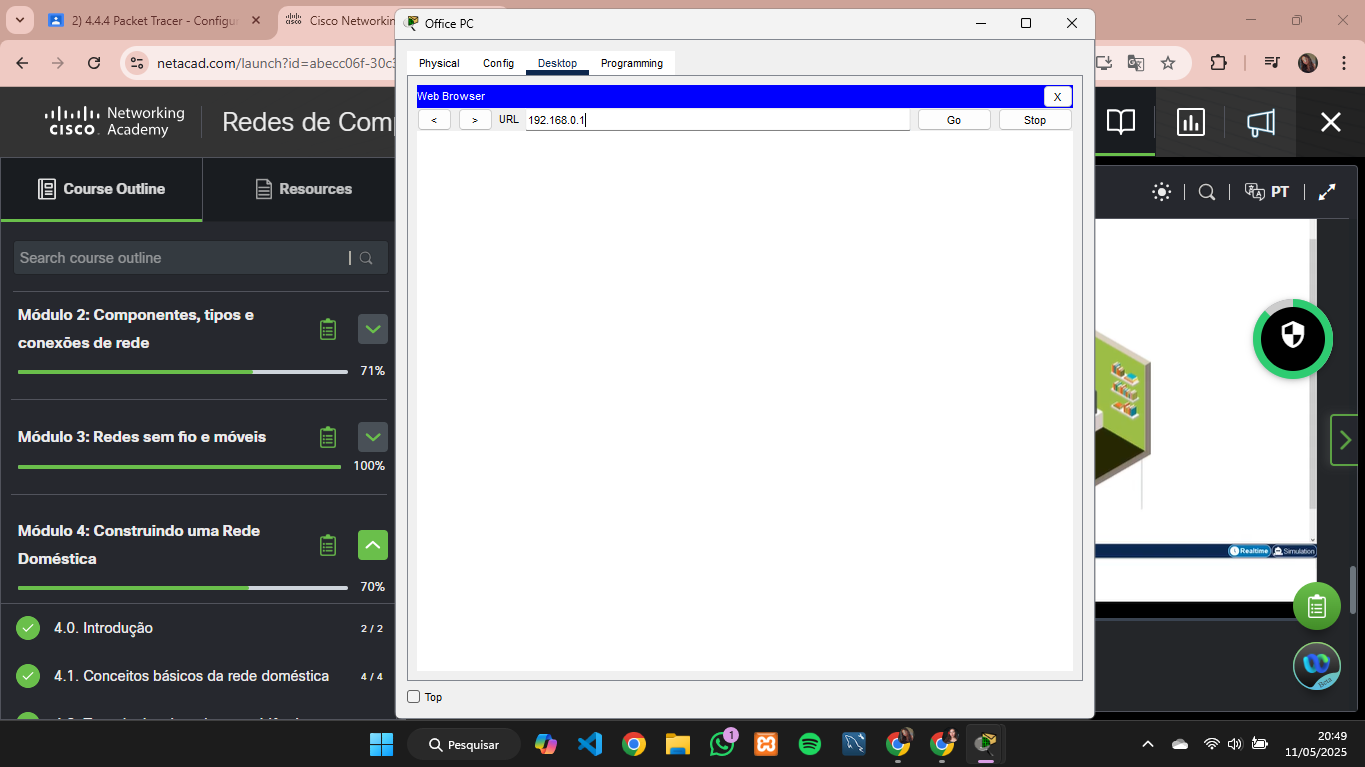 2) 4.4.4 Packet Tracer - Configu
Cisco Networkin
Office PC
netacad.com/launch?id=abecc06f-30c3
Physical
Config
Desktop
Programming
Web Browser
X
<
>
URL
192.168.0.1
Go
Stop
Networking
CISCO Academy
Redes de Com
PT
Course Outline
Resources
Search course outline
Módulo 2: Componentes, tipos e
conexões de rede
71%
Módulo 3: Redes sem fio e móveis
100%
Módulo 4: Construindo uma Rede
Doméstica
70%
4.0. Introdução
2 / 2
4.1. Conceitos básicos da rede doméstica
4 / 4
Realtime
Simulation
Beta
Top
Pesquisar
1
20:49
11/05/2025